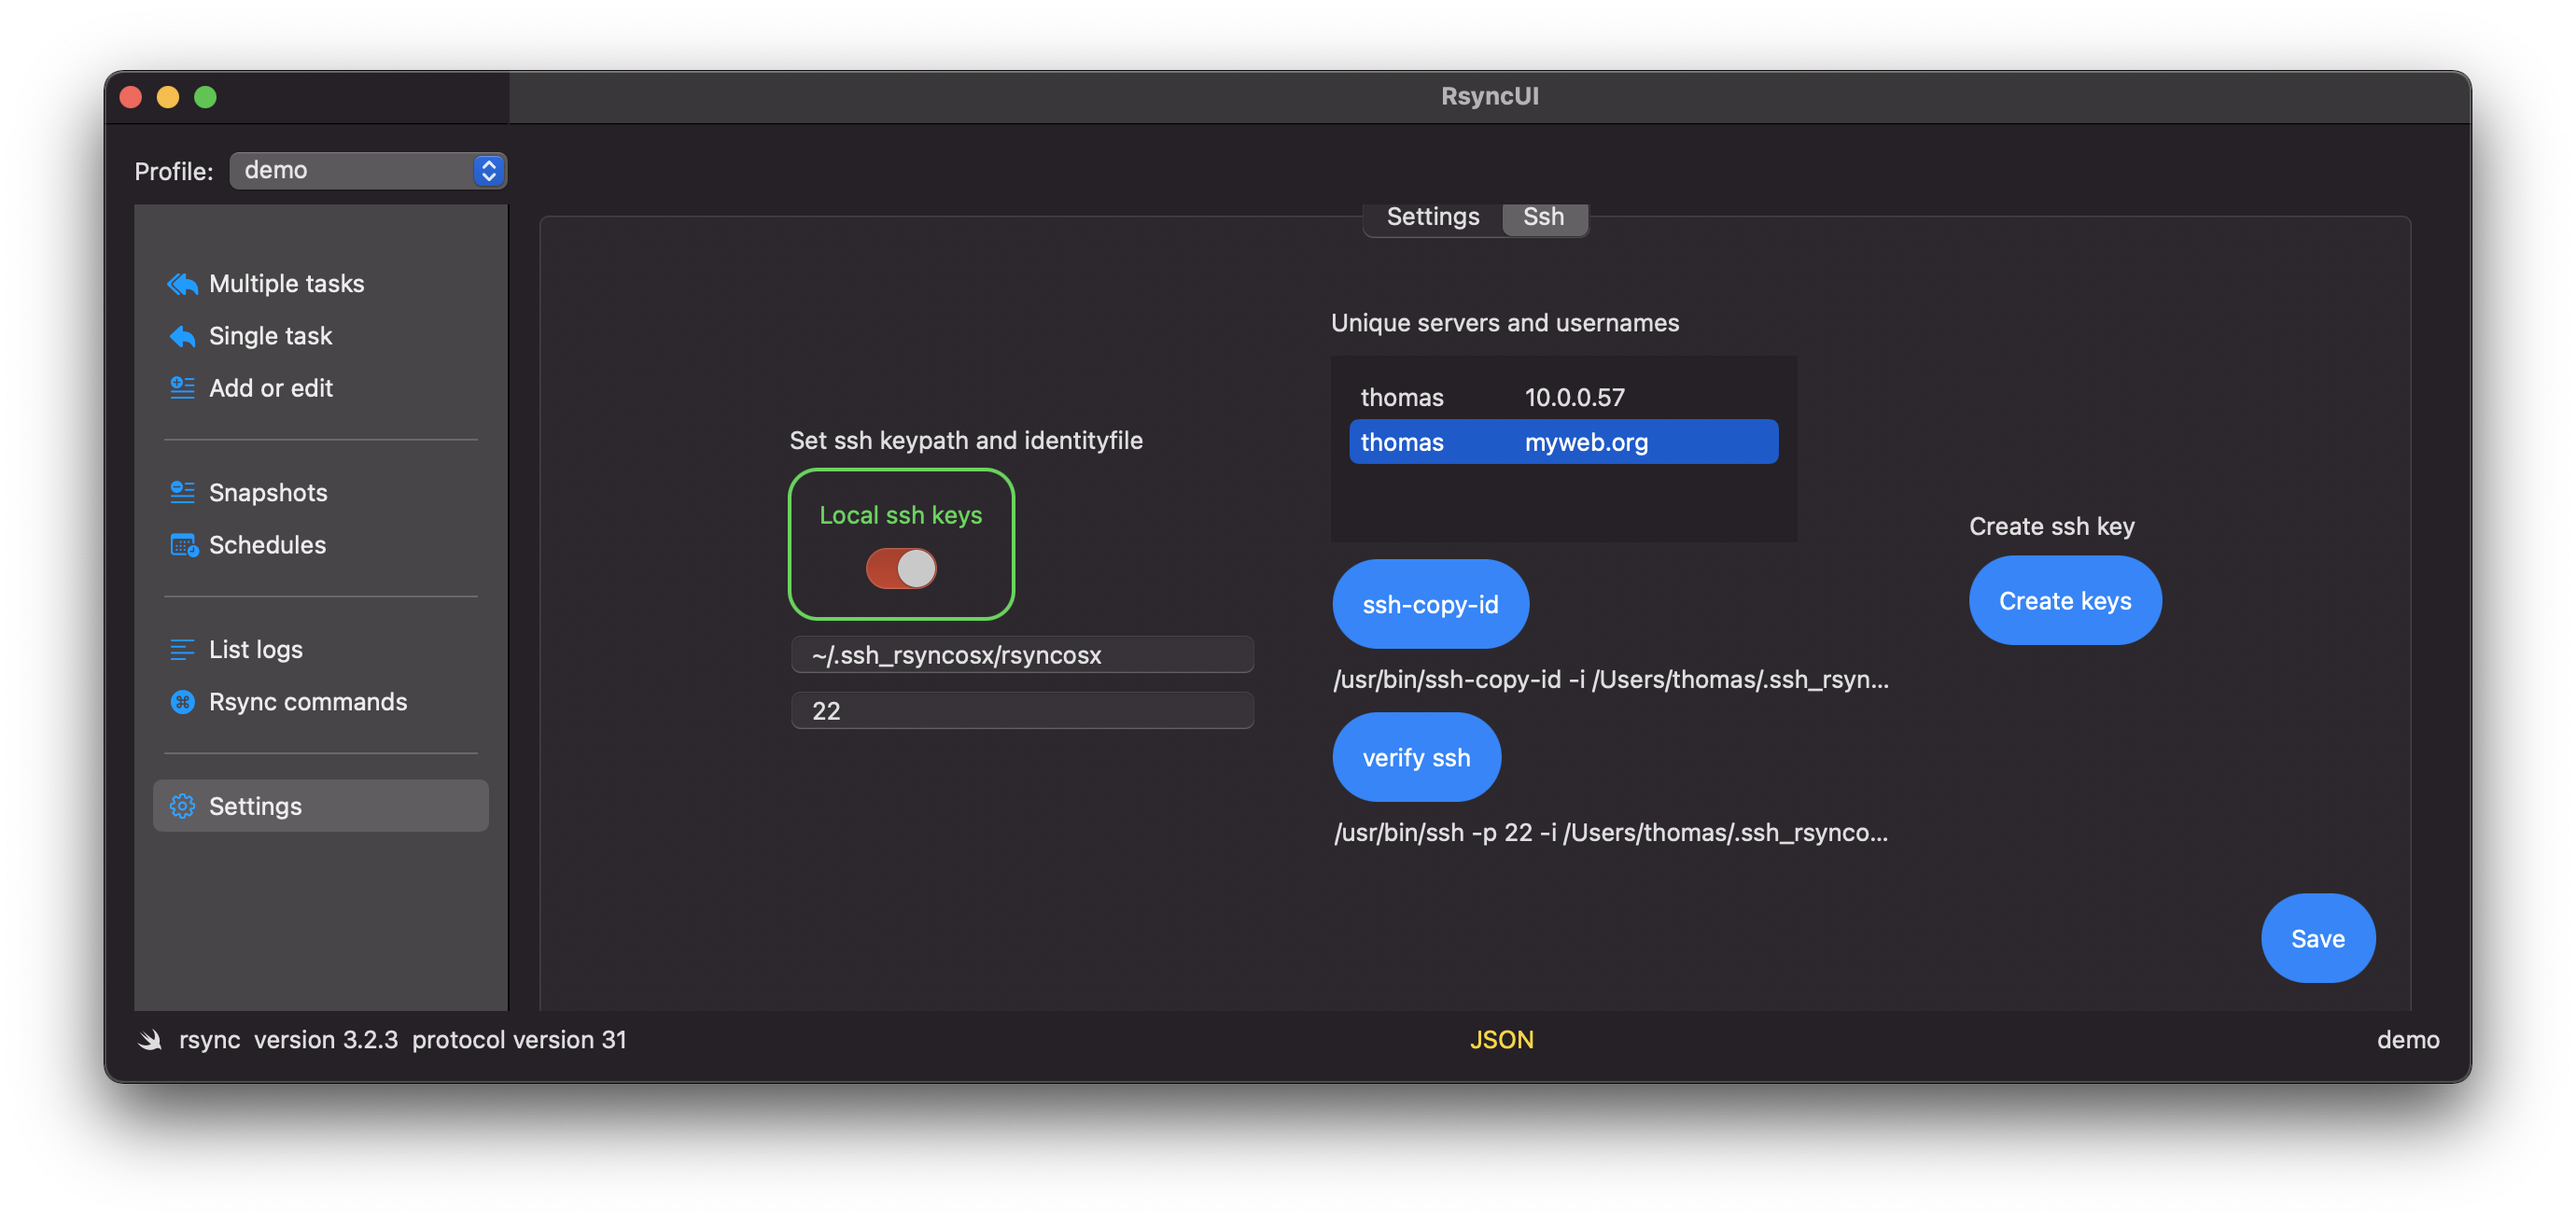 RsyncUI
Profile: demo
Multiple tasks
Single task
Add or edit
Snapshots
Schedules
List logs
Rsync commands
Settings
Settings Ssh
Set ssh keypath and identityfile
Local ssh keys
~/.ssh_rsyncosx/rsyncosx
22
Unique servers and usernames
thomas 10.0.0.57
thomas myweb.org
ssh-copy-id
/usr/bin/ssh-copy-id -i /Users/thomas/.ssh_rsyn...
verify ssh
/usr/bin/ssh -p 22 -i /Users/thomas/.ssh_rsynco...
Create ssh key
Create keys
Save
rsync version 3.2.3 protocol version 31
JSON
demo